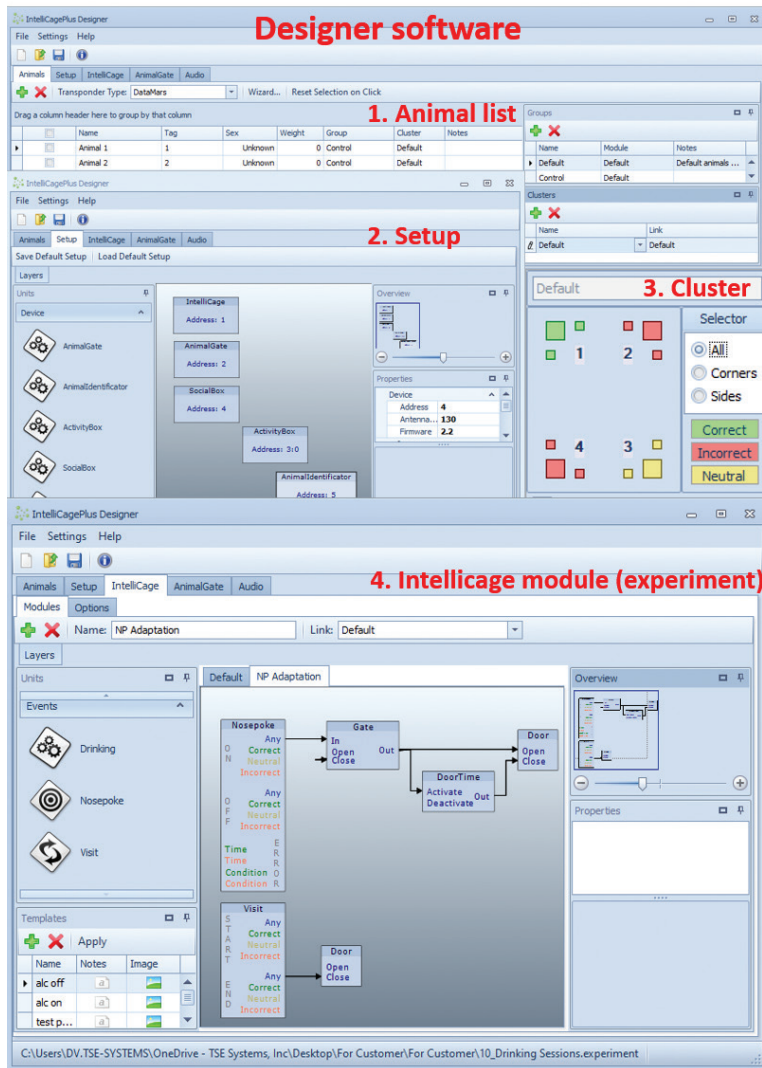 IntelliCagePlus Designer
Designer software
File Settings Help
Animals Setup IntelliCage AnimalGate Audio
Transponder Type: DataMars Wizard... Reset Selection on Click
Drag a column header here to group by that column
1. Animal list
Name Tag Sex Weight Group Cluster Notes
Animal 1 1 Unknown 0 Control Default
Animal 2 2 Unknown 0 Control Default
Groups
Name Module Notes
Default Default Default animals ...
Control Default
Clusters
Name Link
Default Default
IntelliCagePlus Designer
File Settings Help
Animals Setup IntelliCage AnimalGate Audio
2. Setup
Save Default Setup Load Default Setup
Layers
Units
Device
AnimalGate
AnimalIdentificator
ActivityBox
SocialBox
IntelliCage
Address: 1
AnimalGate
Address: 2
SocialBox
Address: 4
ActivityBox
Address: 3:0
AnimalIdentificator
Address: 5
Overview
Properties
Device
Address 4
Antenna... 130
Firmware 2.2
Default
3. Cluster
1 2
4 3
Selector
All
Corners
Sides
Correct
Incorrect
Neutral
IntelliCagePlus Designer
File Settings Help
4. Intellicage module (experiment)
Animals Setup IntelliCage AnimalGate Audio
Modules Options
Name: NP Adaptation Link: Default
Layers
Units
Events
Drinking
Nosepoke
Visit
Templates
Apply
Name Notes Image
alc off
alc on
test p...
Default NP Adaptation
Nosepoke
ON
Any
Correct
Neutral
Incorrect
OFF
Any
Correct
Neutral
Incorrect
Time
Time
Condition
Condition
ERROR
Gate
In
Open Out
Close
DoorTime
Activate Out
Deactivate
Door
Open
Close
Visit
START
Any
Correct
Neutral
Incorrect
END
Any
Correct
Neutral
Incorrect
Door
Open
Close
Overview
Properties
C:\Users\DV.TSE-SYSTEMS\OneDrive - TSE Systems, Inc\Desktop\For Customer\For Customer\10_Drinking Sessions.experiment